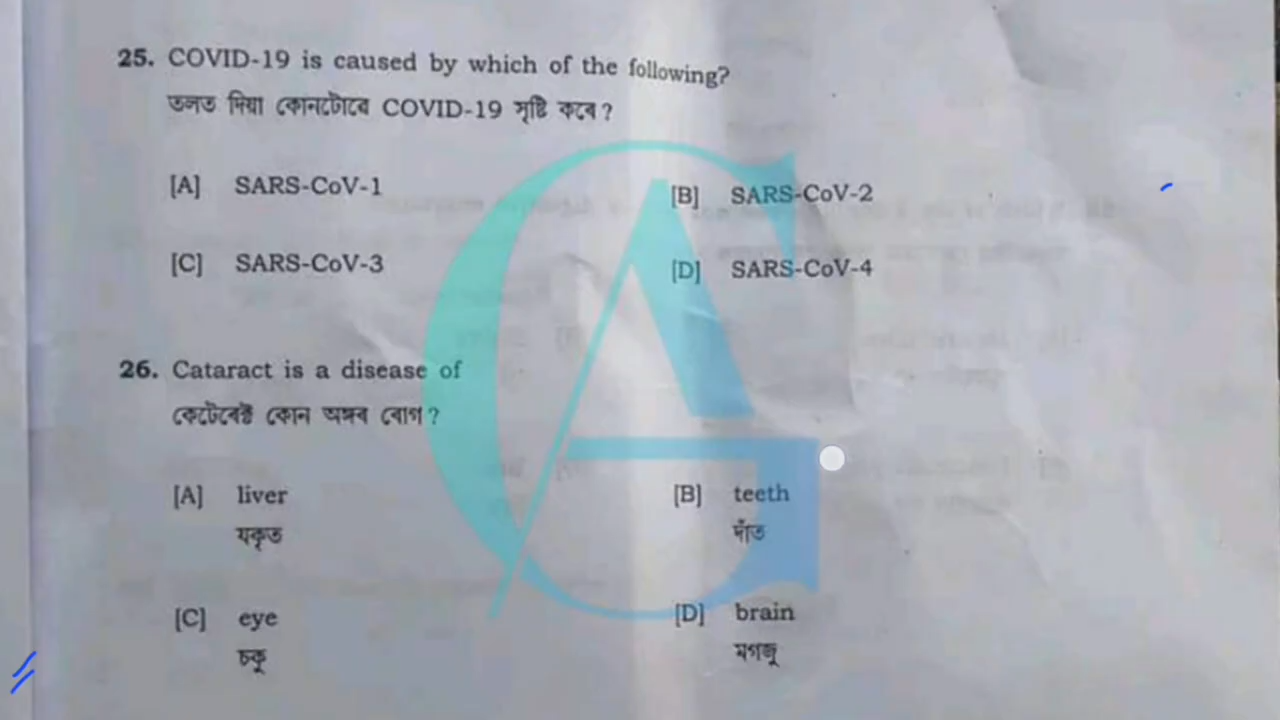 25. COVID-19 is caused by which of the following?
তলত দিয়া কোনটোৱে COVID-19 সৃষ্টি কৰে?
[A] SARS-CoV-1
[B] SARS-CoV-2
[C] SARS-CoV-3
[D] SARS-CoV-4
26. Cataract is a disease of
কেটেৰেক্ট কোন অঙ্গৰ ৰোগ?
[A] liver
যকৃত
[B] teeth
দাঁত
[C] eye
চকু
[D] brain
মগজু